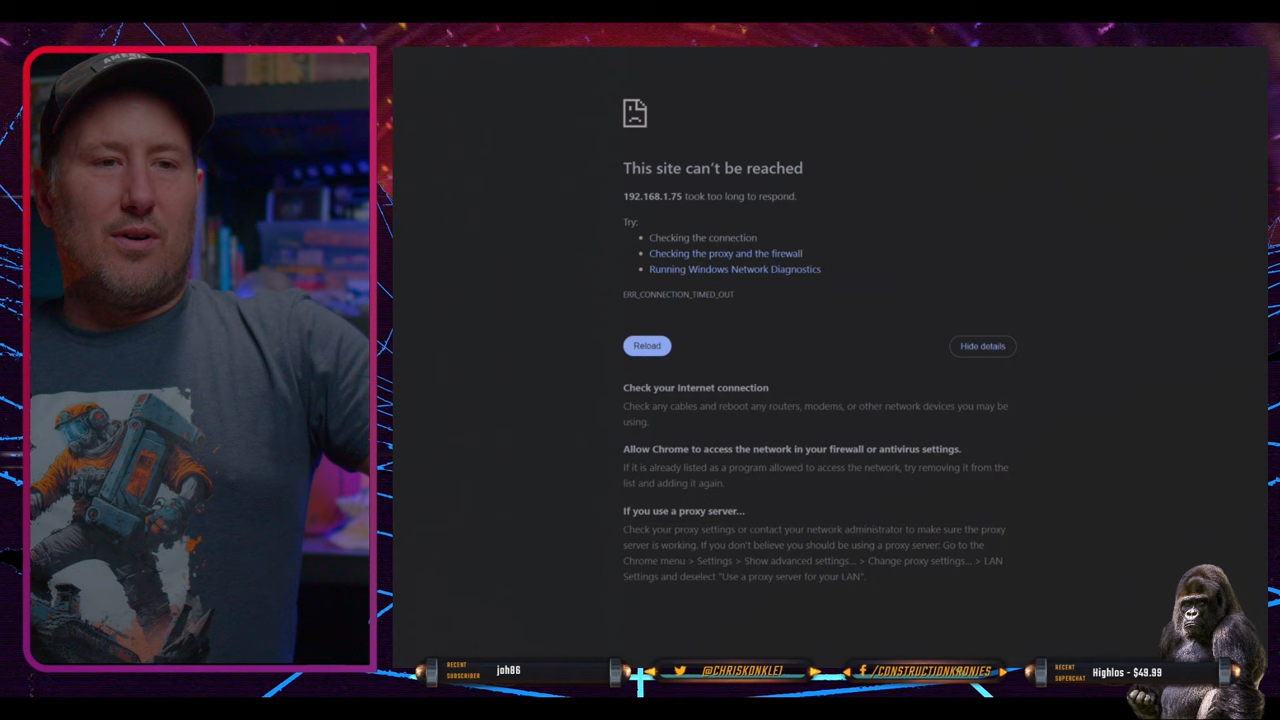 This site can't be reached
192.168.1.75 took too long to respond.
Try:
Checking the connection
Checking the proxy and the firewall
Running Windows Network Diagnostics
ERR_CONNECTION_TIMED_OUT
Reload
Hide details
Check your Internet connection
Check any cables and reboot any routers, modems, or other network devices you may be
using.
Allow Chrome to access the network in your firewall or antivirus settings.
If it is already listed as a program allowed to access the network, try removing it from the
list and adding it again.
If you use a proxy server...
Check your proxy settings or contact your network administrator to make sure the proxy
server is working. If you don't believe you should be using a proxy server: Go to the
Chrome menu > Settings > Show advanced settings... > Change proxy settings... > LAN
Settings and deselect "Use a proxy server for your LAN".
RECENT
SUBSCRIBER
joh86
@CHRISKONKLE1
/CONSTRUCTIONKRONIES
RECENT
SUPERCHAT
Highlos - $49.99